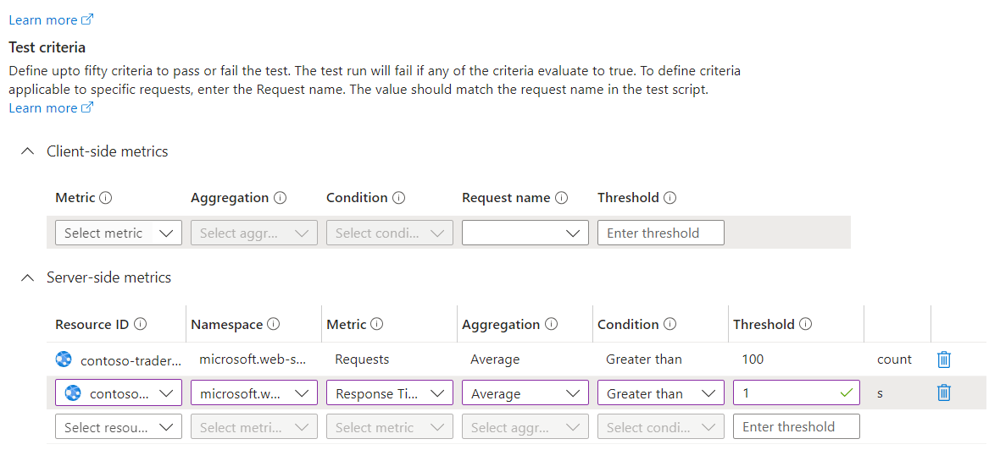 Learn more
Test criteria
Define upto fifty criteria to pass or fail the test. The test run will fail if any of the criteria evaluate to true. To define criteria
applicable to specific requests, enter the Request name. The value should match the request name in the test script.
Learn more
Client-side metrics
Metric Aggregation Condition Request name Threshold
Select metric Select aggr... Select condi... Enter threshold
Server-side metrics
Resource ID Namespace Metric Aggregation Condition Threshold
contoso-trader... microsoft.web-s... Requests Average Greater than 100 count
contoso... microsoft.w... Response Ti... Average Greater than 1 s
Select resou... Select metri... Select metric Select aggr... Select condi... Enter threshold